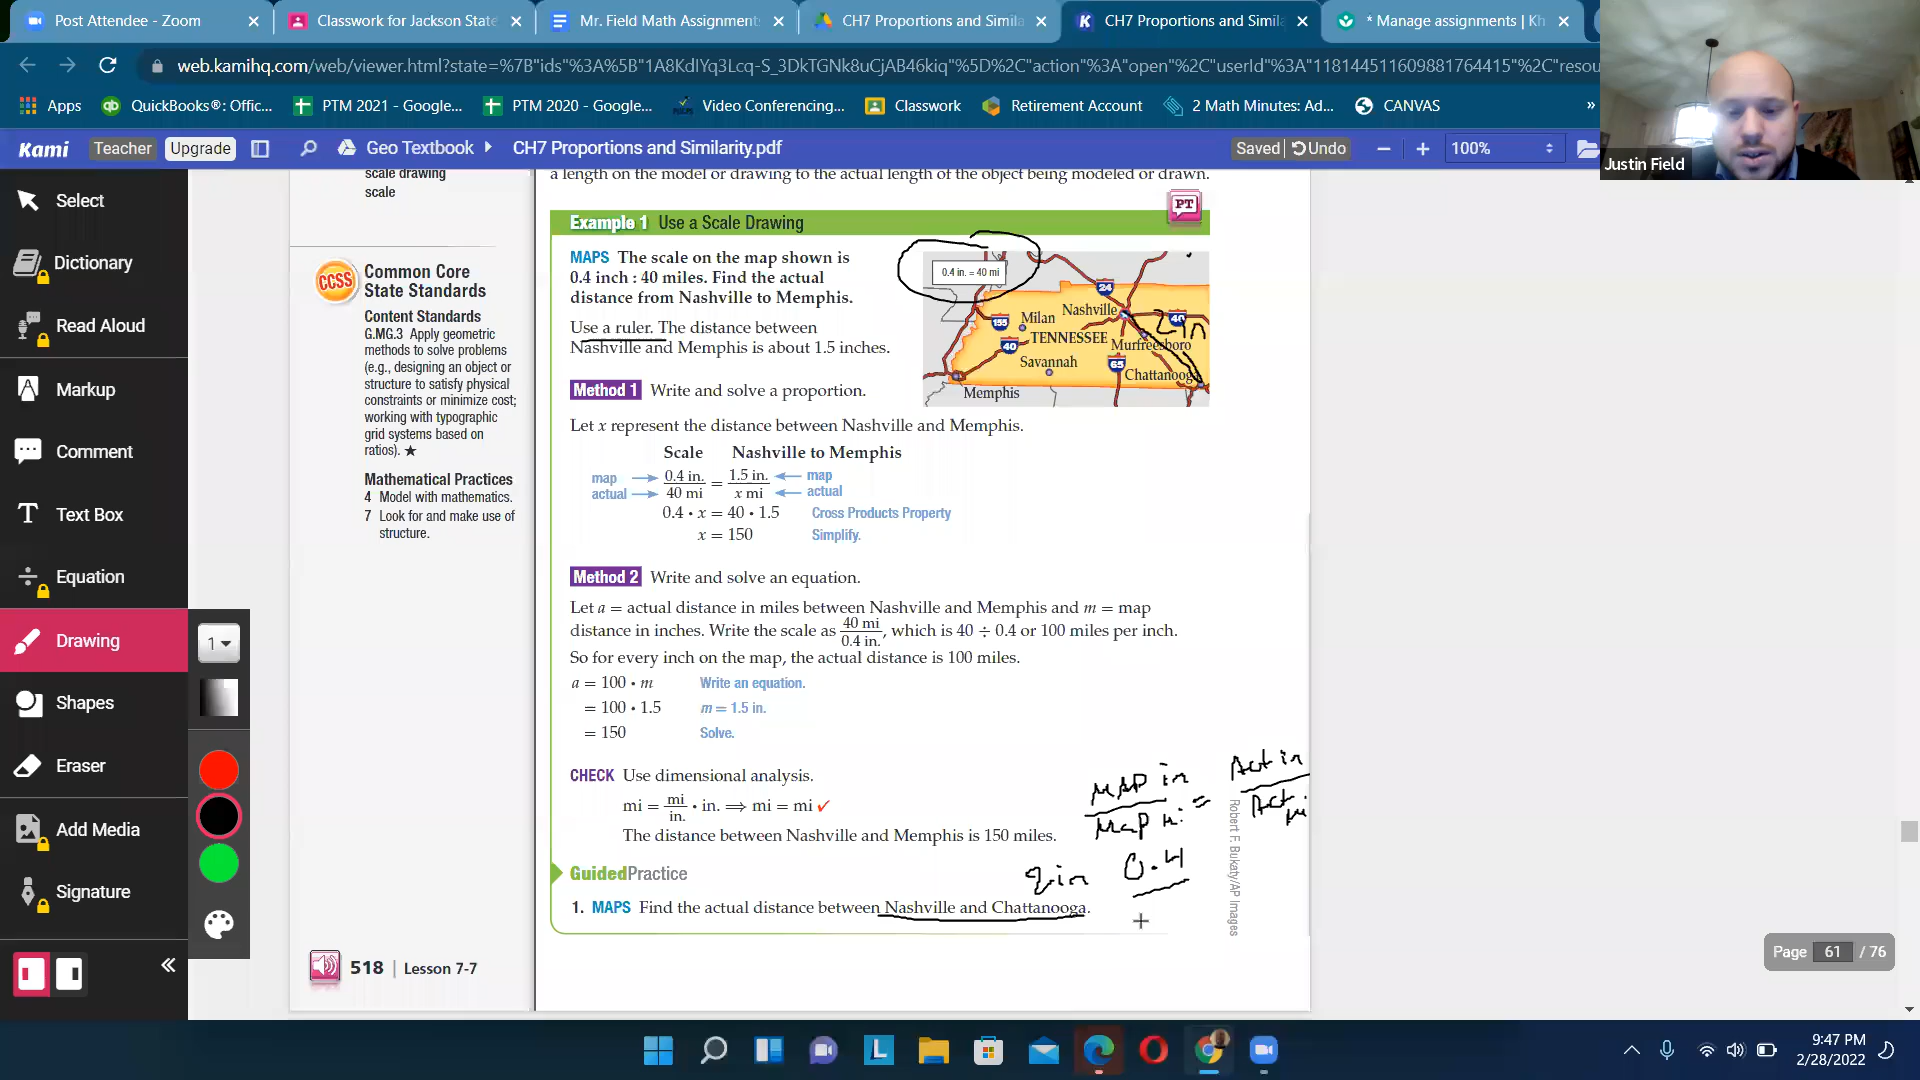 Post Attendee - Zoom
Classwork for Jackson State
Mr. Field Math Assignment
CH7 Proportions and Simila
CH7 Proportions and Simila
* Manage assignments | Kh
web.kamihq.com/web/viewer.html?state=%7B"ids"%3A%5B"1A8KdIYq3Lcq-S_3DkTGNk8uCjAB46kiq"%5D%2C"action"%3A"open"%2C"userId"%3A"118144511609881764415"%2C"resou
Apps
QuickBooks®: Offic...
PTM 2021 - Google...
PTM 2020 - Google...
Video Conferencing...
Classwork
Retirement Account
2 Math Minutes: Ad...
CANVAS
»
Justin Field
Kami
Teacher
Upgrade
Geo Textbook
CH7 Proportions and Similarity.pdf
Saved
Undo
100%
Select
Dictionary
Read Aloud
Markup
Comment
Text Box
Equation
Drawing
Shapes
Eraser
Add Media
Signature
1
scale drawing
scale
CCSS
Common Core
State Standards
Content Standards
G.MG.3 Apply geometric
methods to solve problems
(e.g., designing an object or
structure to satisfy physical
constraints or minimize cost;
working with typographic
grid systems based on
ratios). ★
Mathematical Practices
4 Model with mathematics.
7 Look for and make use of
structure.
a length on the model or drawing to the actual length of the object being modeled or drawn.
Example 1 Use a Scale Drawing
PT
MAPS The scale on the map shown is
0.4 inch : 40 miles. Find the actual
distance from Nashville to Memphis.
Use a ruler. The distance between
Nashville and Memphis is about 1.5 inches.
0.4 in. = 40 mi
24
155
Milan
Nashville
40
2 in
40
TENNESSEE
Murfreesboro
Savannah
65
Chattanooga
Memphis
Method 1 Write and solve a proportion.
Let x represent the distance between Nashville and Memphis.
Scale Nashville to Memphis
map → 0.4 in. = 1.5 in. ← map
actual → 40 mi x mi ← actual
0.4 • x = 40 • 1.5 Cross Products Property
x = 150 Simplify.
Method 2 Write and solve an equation.
Let a = actual distance in miles between Nashville and Memphis and m = map
distance in inches. Write the scale as 40 mi/0.4 in., which is 40 ÷ 0.4 or 100 miles per inch.
So for every inch on the map, the actual distance is 100 miles.
a = 100 • m Write an equation.
= 100 • 1.5 m = 1.5 in.
= 150 Solve.
CHECK Use dimensional analysis.
mi = mi/in. • in. ⟹ mi = mi ✓
The distance between Nashville and Memphis is 150 miles.
MAP in = Act in
Map mi Act mi
2 in
0.4
Robert F. Bukaty/AP Images
GuidedPractice
1. MAPS Find the actual distance between Nashville and Chattanooga.
518 | Lesson 7-7
Page 61 / 76
9:47 PM
2/28/2022